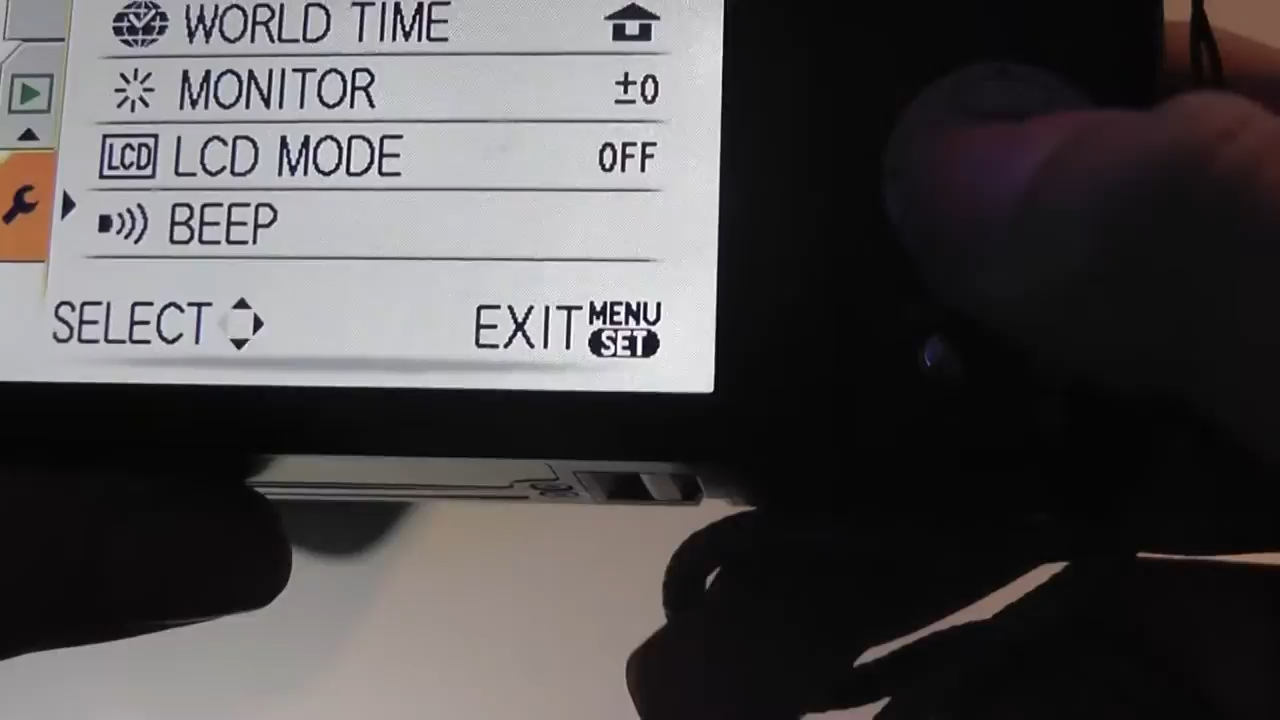 WORLD TIME
MONITOR ±0
LCD LCD MODE OFF
BEEP
SELECT EXIT MENU SET